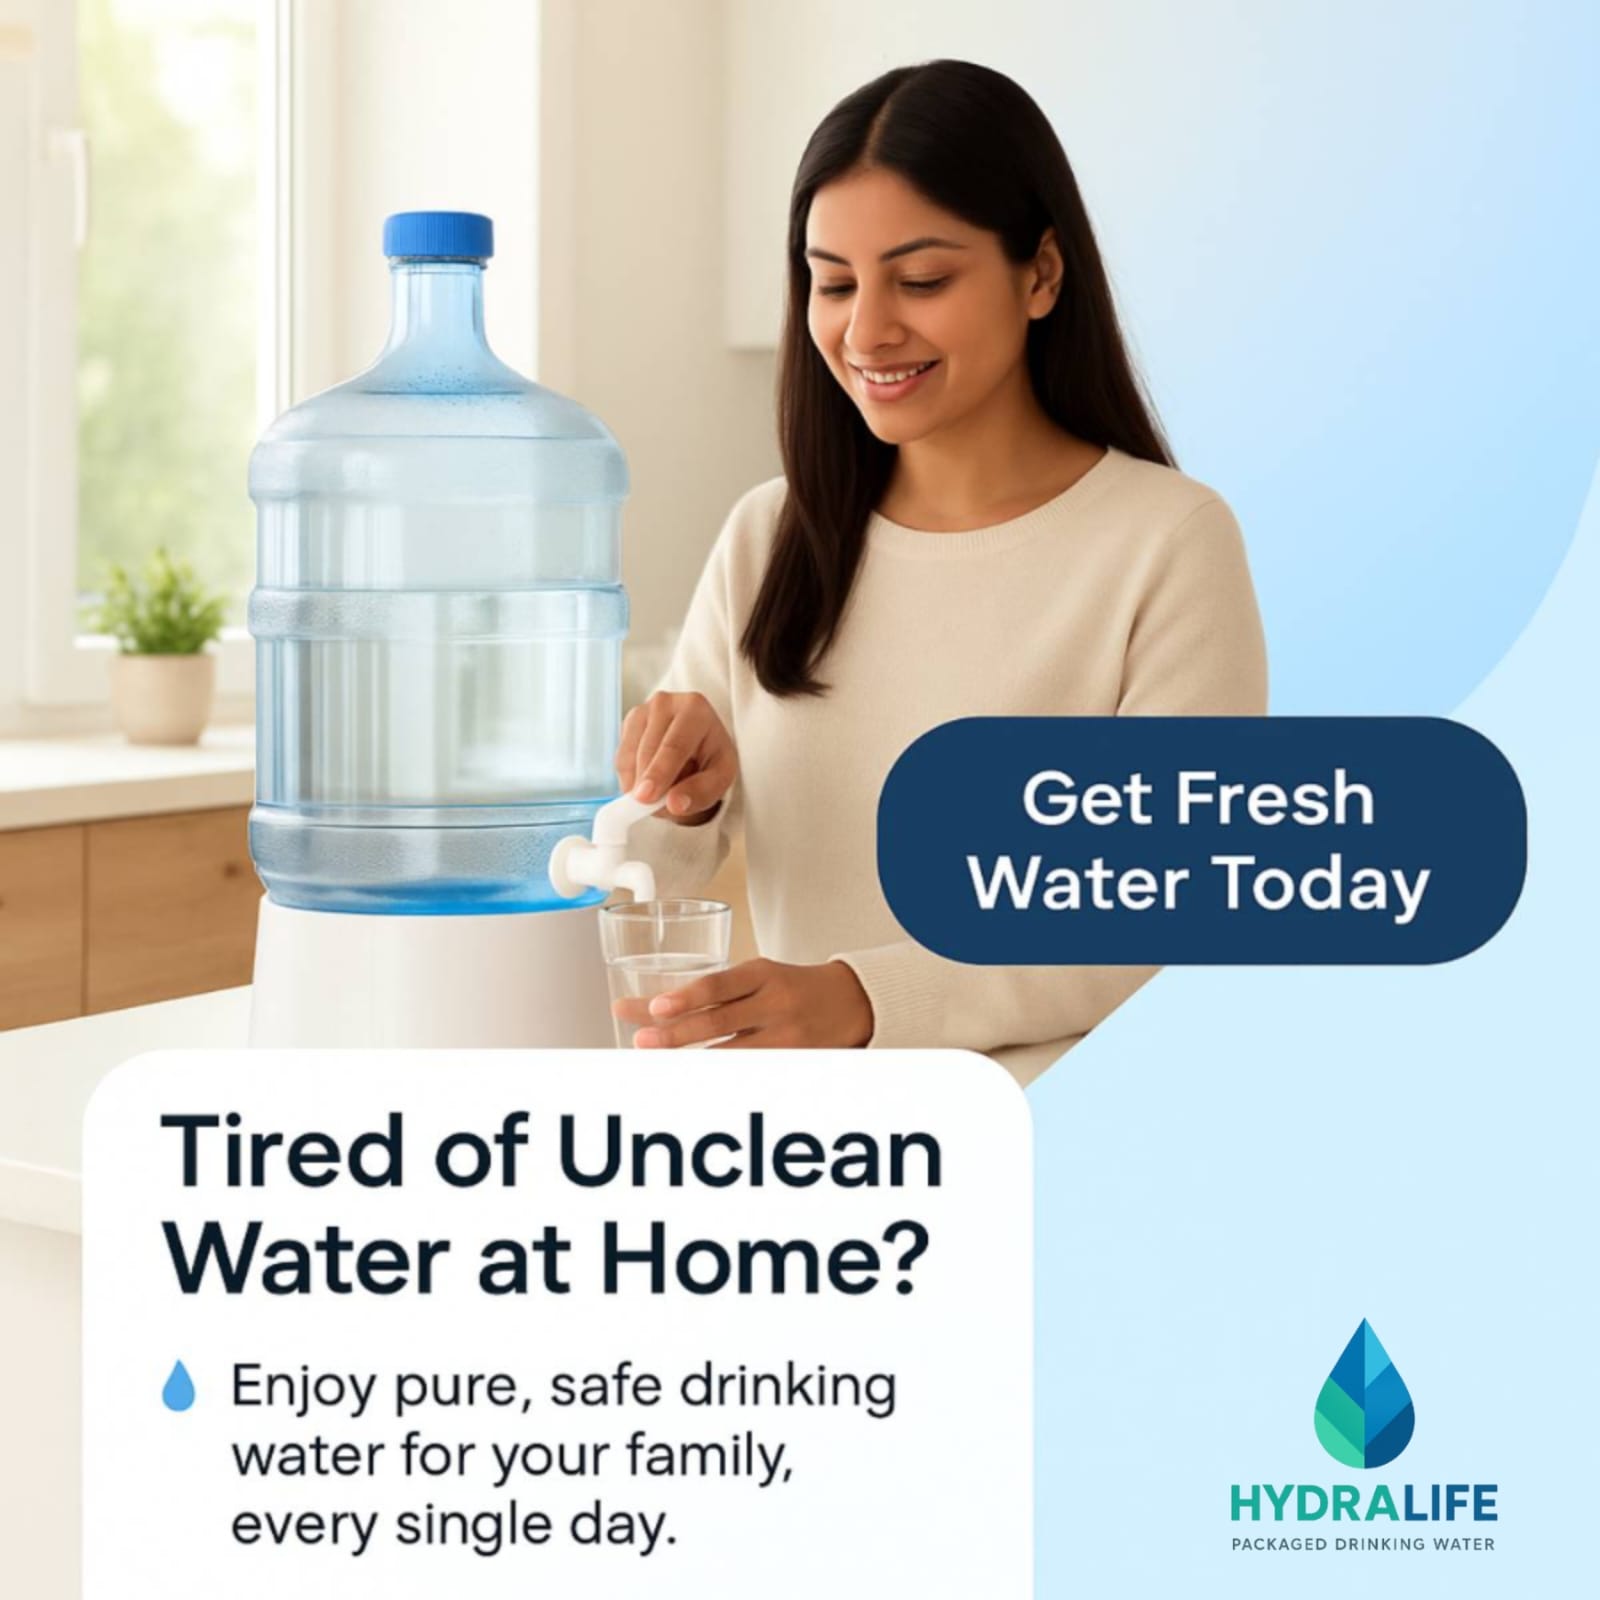 Get Fresh
Water Today
Tired of Unclean
Water at Home?
Enjoy pure, safe drinking
water for your family,
every single day.
HYDRALIFE
PACKAGED DRINKING WATER